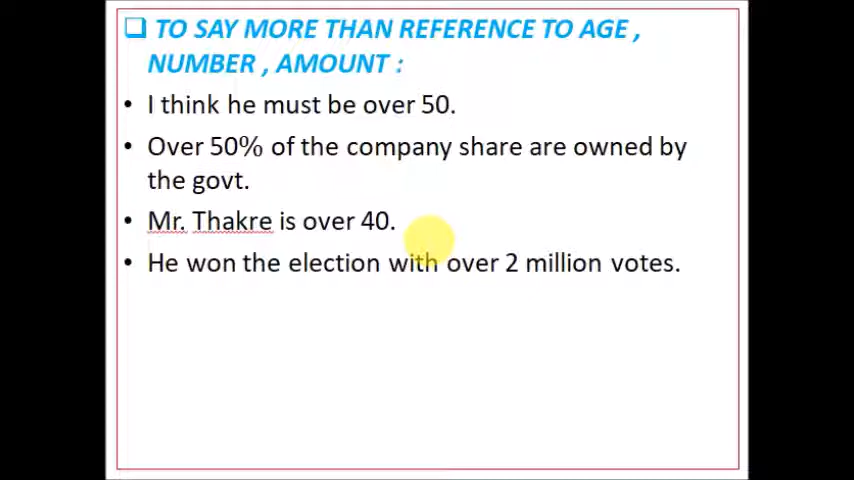 TO SAY MORE THAN REFERENCE TO AGE ,
NUMBER , AMOUNT :
• I think he must be over 50.
• Over 50% of the company share are owned by
the govt.
• Mr. Thakre is over 40.
• He won the election with over 2 million votes.